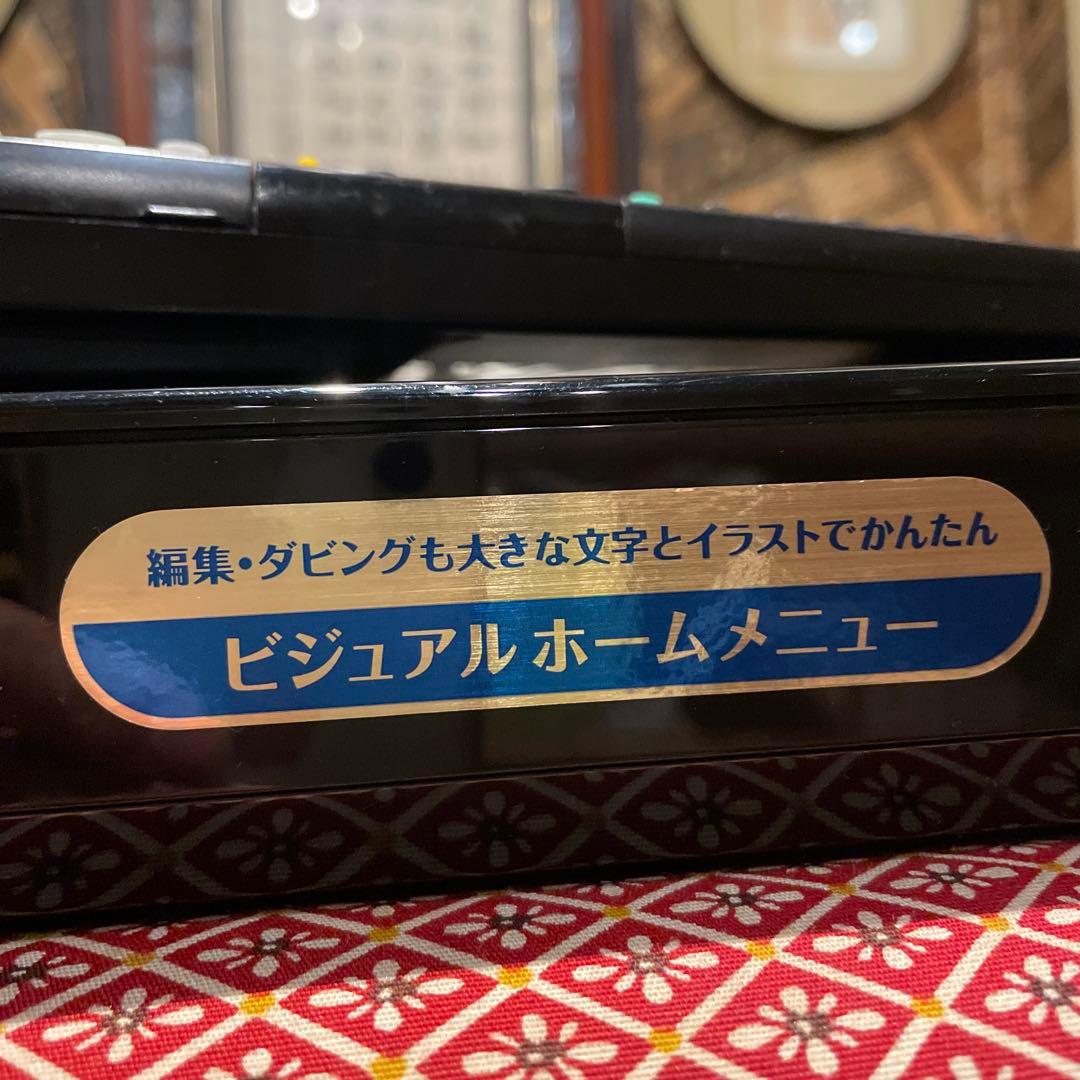 編集・ダビングも大きな文字とイラストでかんたん
ビジュアル ホームメニュー